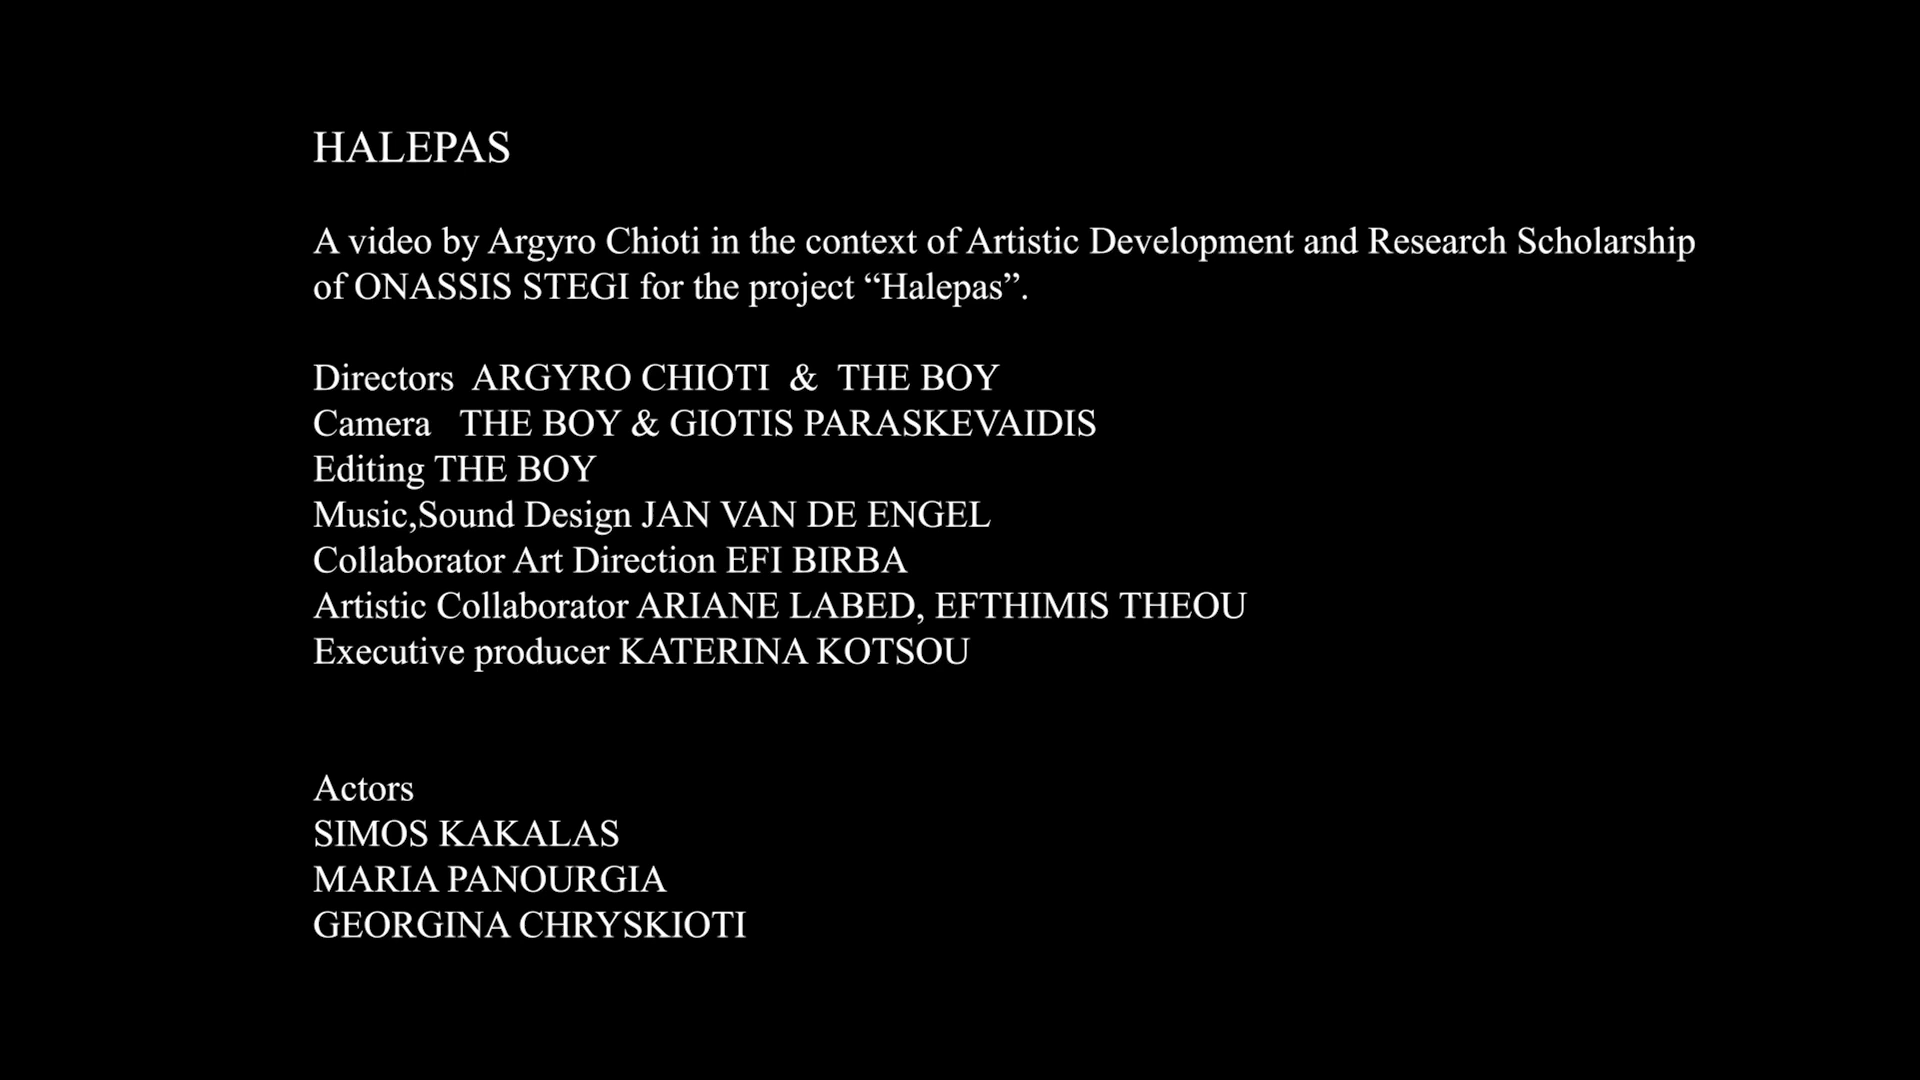 HALEPAS
A video by Argyro Chioti in the context of Artistic Development and Research Scholarship
of ONASSIS STEGI for the project “Halepas”.
Directors  ARGYRO CHIOTI  &  THE BOY
Camera   THE BOY & GIOTIS PARASKEVAIDIS
Editing THE BOY
Music,Sound Design JAN VAN DE ENGEL
Collaborator Art Direction EFI BIRBA
Artistic Collaborator ARIANE LABED, EFTHIMIS THEOU
Executive producer KATERINA KOTSOU
Actors
SIMOS KAKALAS
MARIA PANOURGIA
GEORGINA CHRYSKIOTI